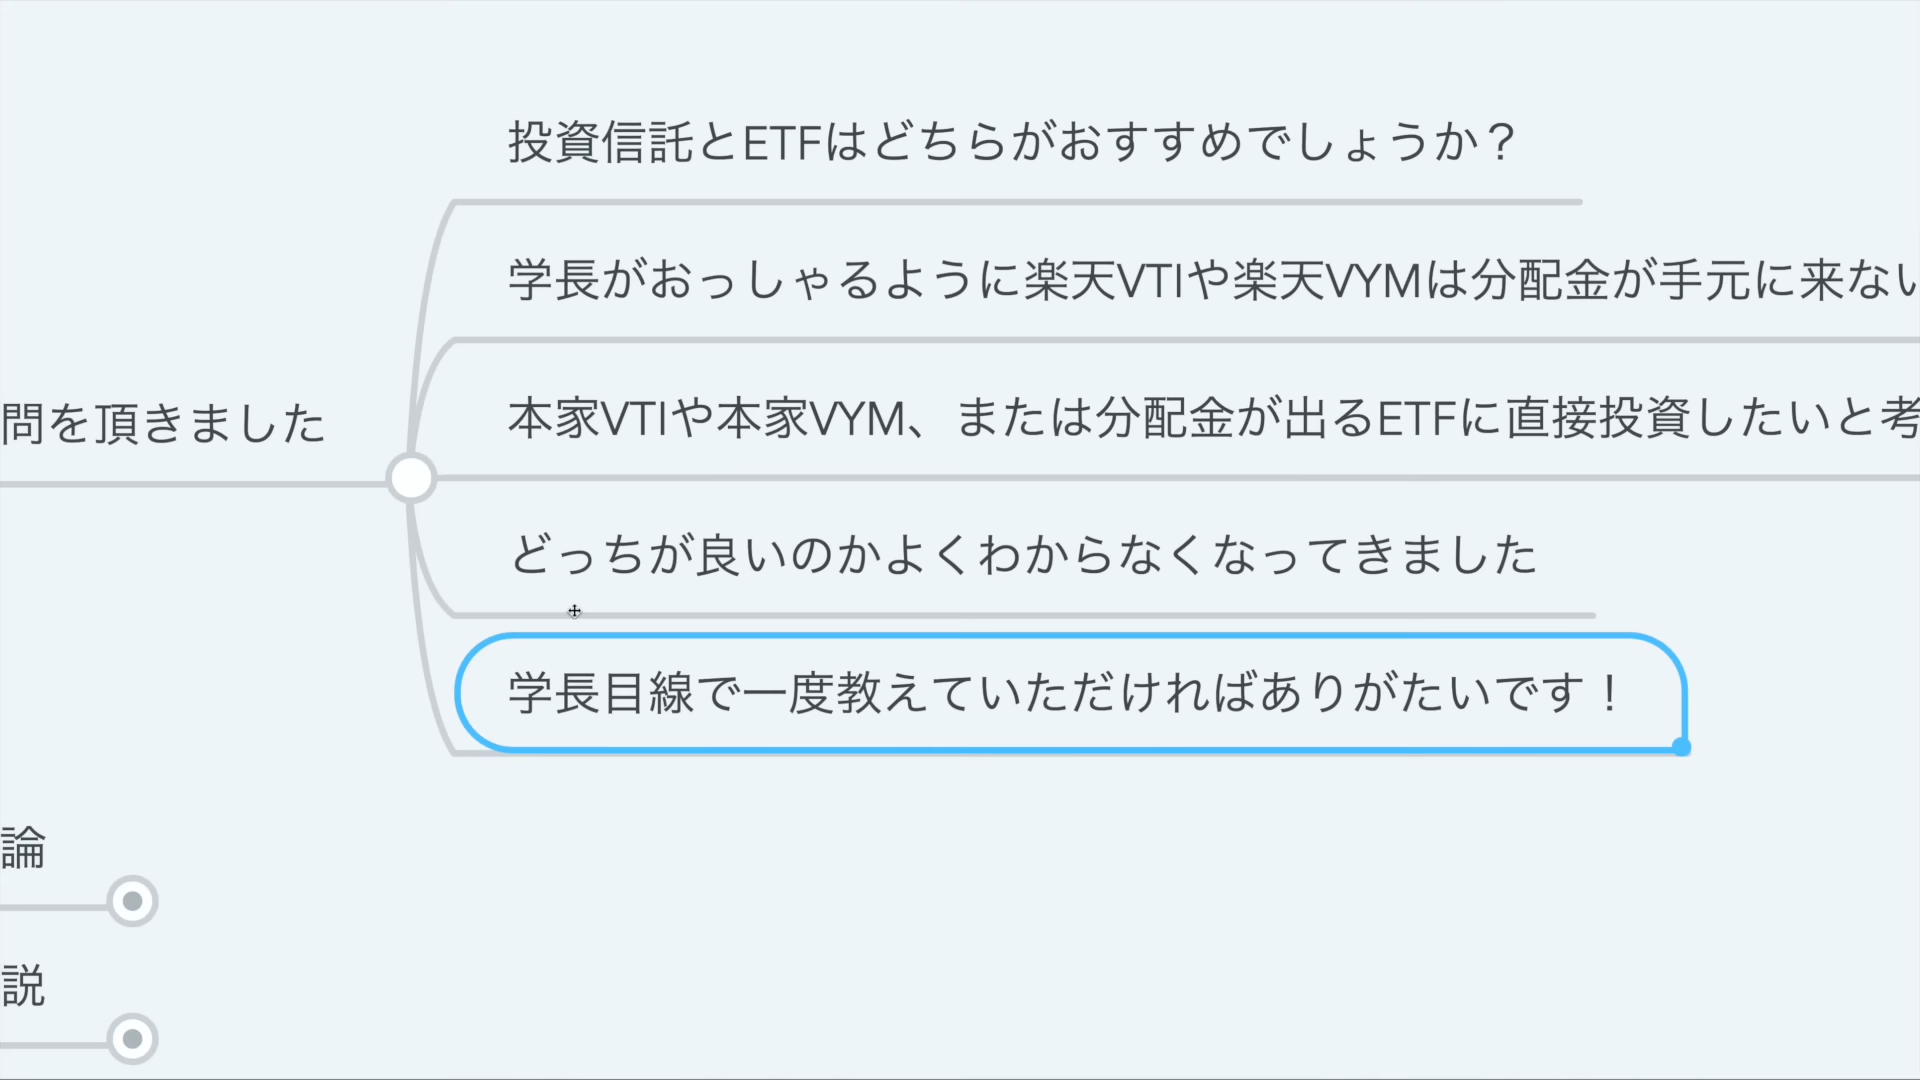 投資信託とETFはどちらがおすすめでしょうか？
学長がおっしゃるように楽天VTIや楽天VYMは分配金が手元に来ない
本家VTIや本家VYM、または分配金が出るETFに直接投資したいと考
問を頂きました
どっちが良いのかよくわからなくなってきました
学長目線で一度教えていただければありがたいです！
論
説